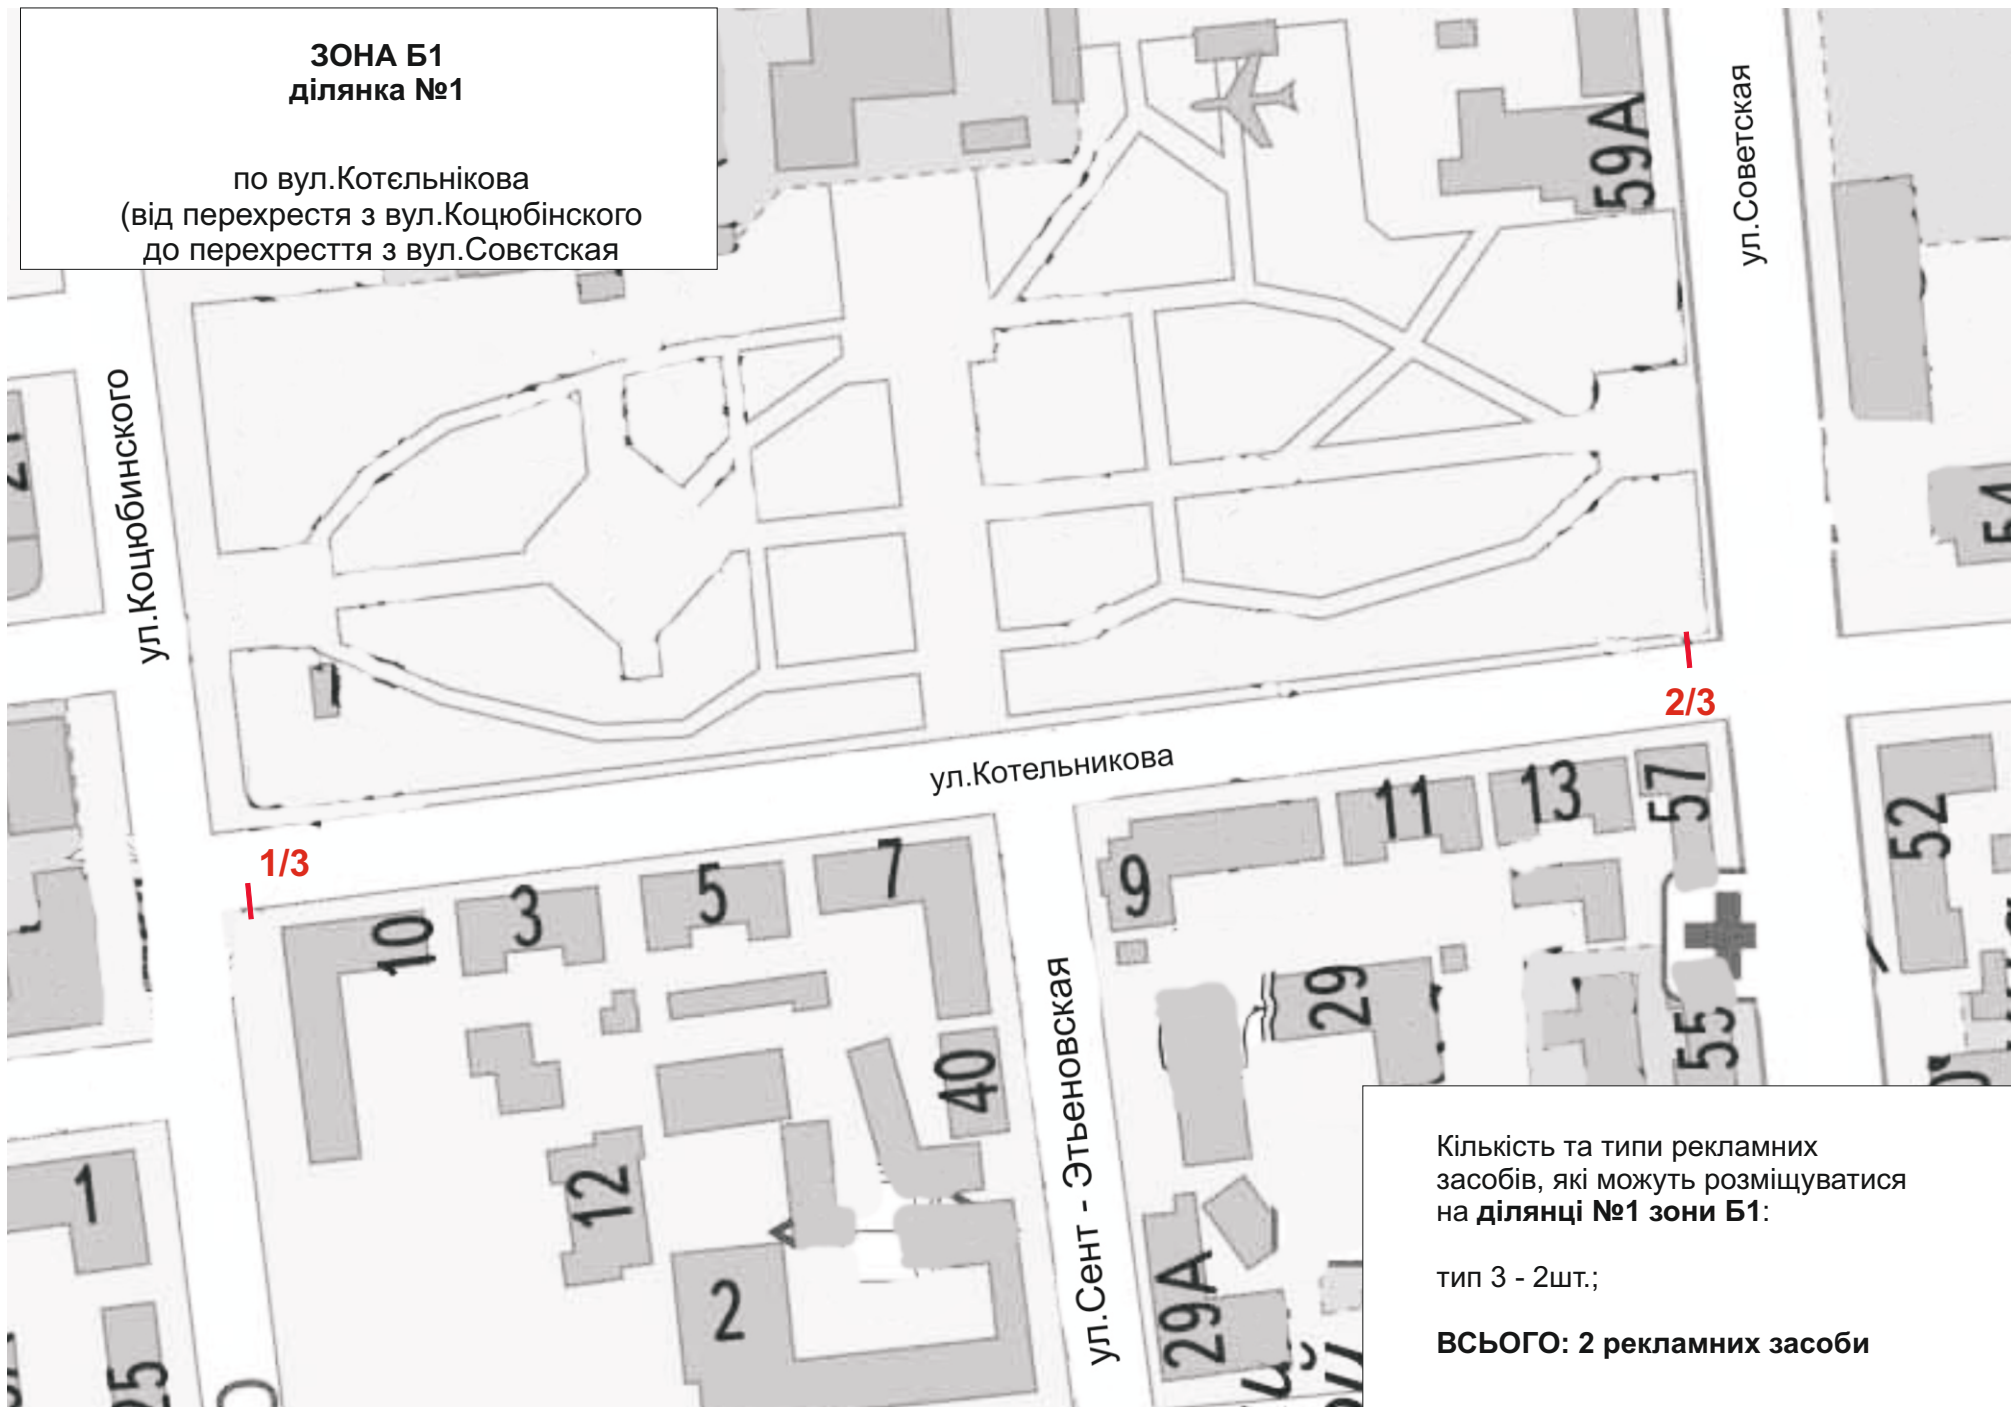 ЗОНА Б1
ділянка №1
по вул.Котєльнікова
(від перехрестя з вул.Коцюбінского
до перехресття з вул.Совєтская
59А
ул.Советская
ул.Коцюбинского
54
2/3
ул.Котельникова
1/3
10
3
5
7
9
11
13
57
52
29
55
40
ул.Сент - Этьеновская
1
12
2
29А
25
Кількість та типи рекламних
засобів, які можуть розміщуватися
на ділянці №1 зони Б1:
тип 3 - 2шт.;
ВСЬОГО: 2 рекламних засоби